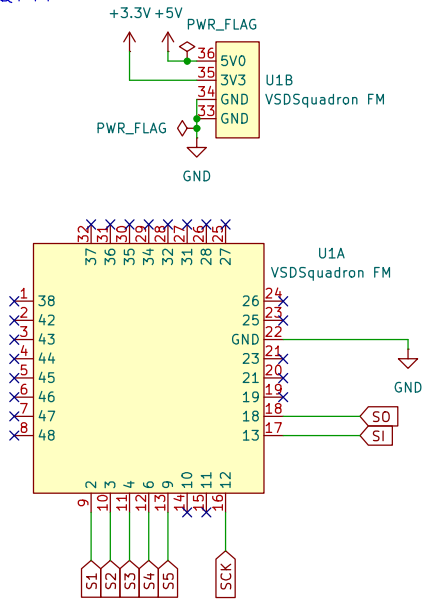 +3.3V +5V
PWR_FLAG
36 5V0
35 3V3
34 GND
33 GND
U1B
VSDSquadron FM
PWR_FLAG
GND
U1A
VSDSquadron FM
32 31 30 29 28 27 26 25
37 36 35 34 32 31 28 27
1 38 26 24
2 42 25 23
3 43 GND 22
4 44 23 21
5 45 21 20
6 46 19 19
7 47 18 18 SO
8 48 13 17 SI
GND
2 3 4 6 9 10 11 12
9 10 11 12 13 14 15 16
S1 S2 S3 S4 S5 SCK